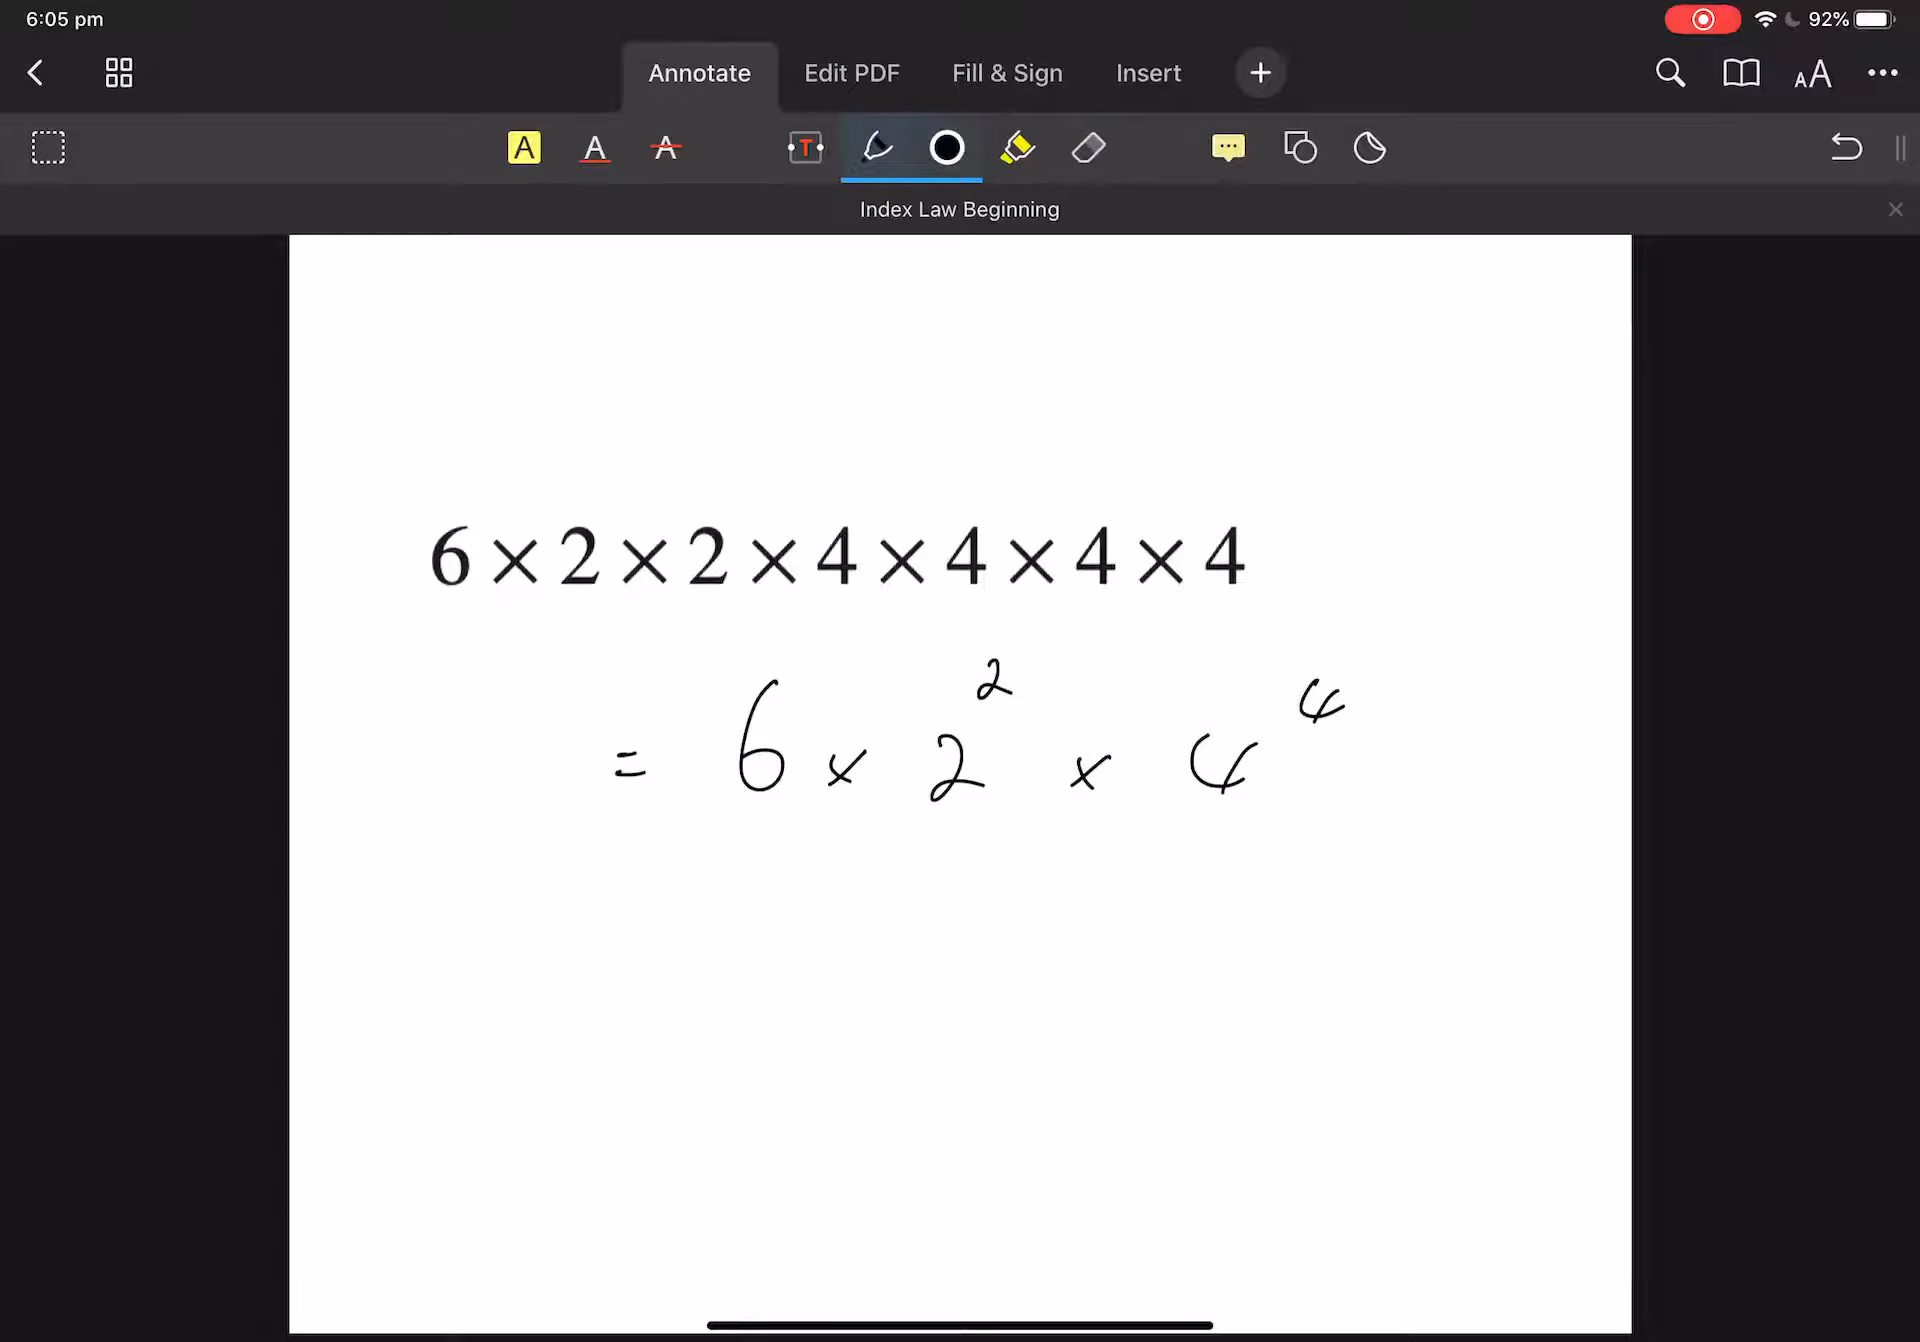 6:05 pm 92%
Annotate Edit PDF Fill & Sign Insert + AA
A A A T
Index Law Beginning
6 × 2 × 2 × 4 × 4 × 4 × 4
= 6 × 2² × 4⁴